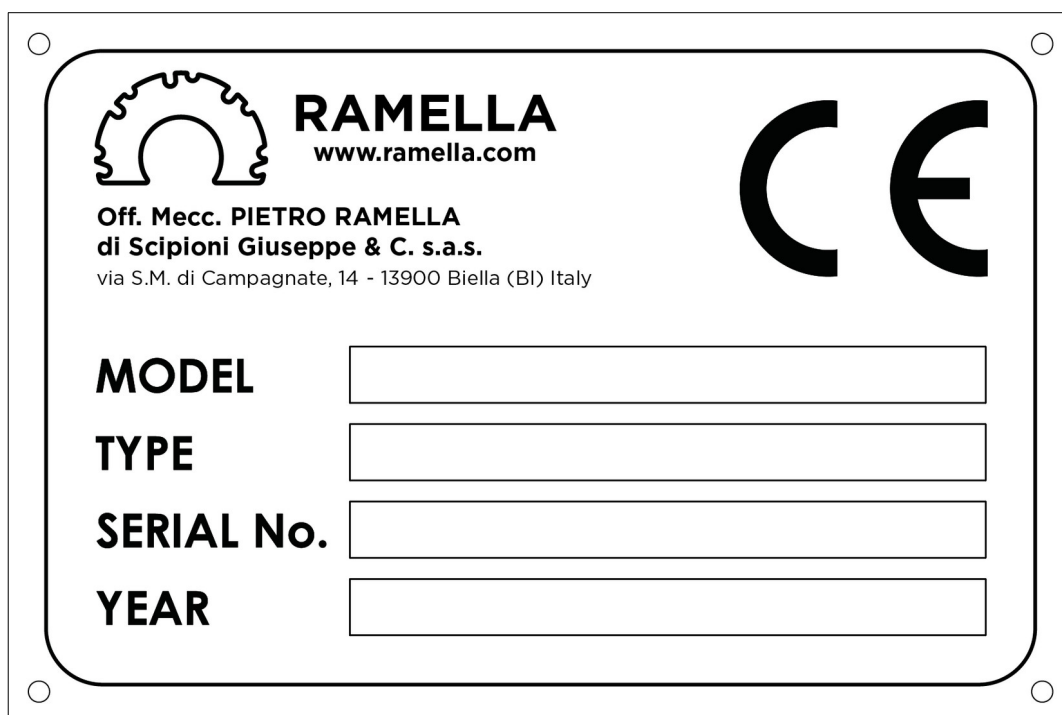 RAMELLA
www.ramella.com
CE
Off. Mecc. PIETRO RAMELLA
di Scipioni Giuseppe & C. s.a.s.
via S.M. di Campagnate, 14 - 13900 Biella (BI) Italy
MODEL
TYPE
SERIAL No.
YEAR